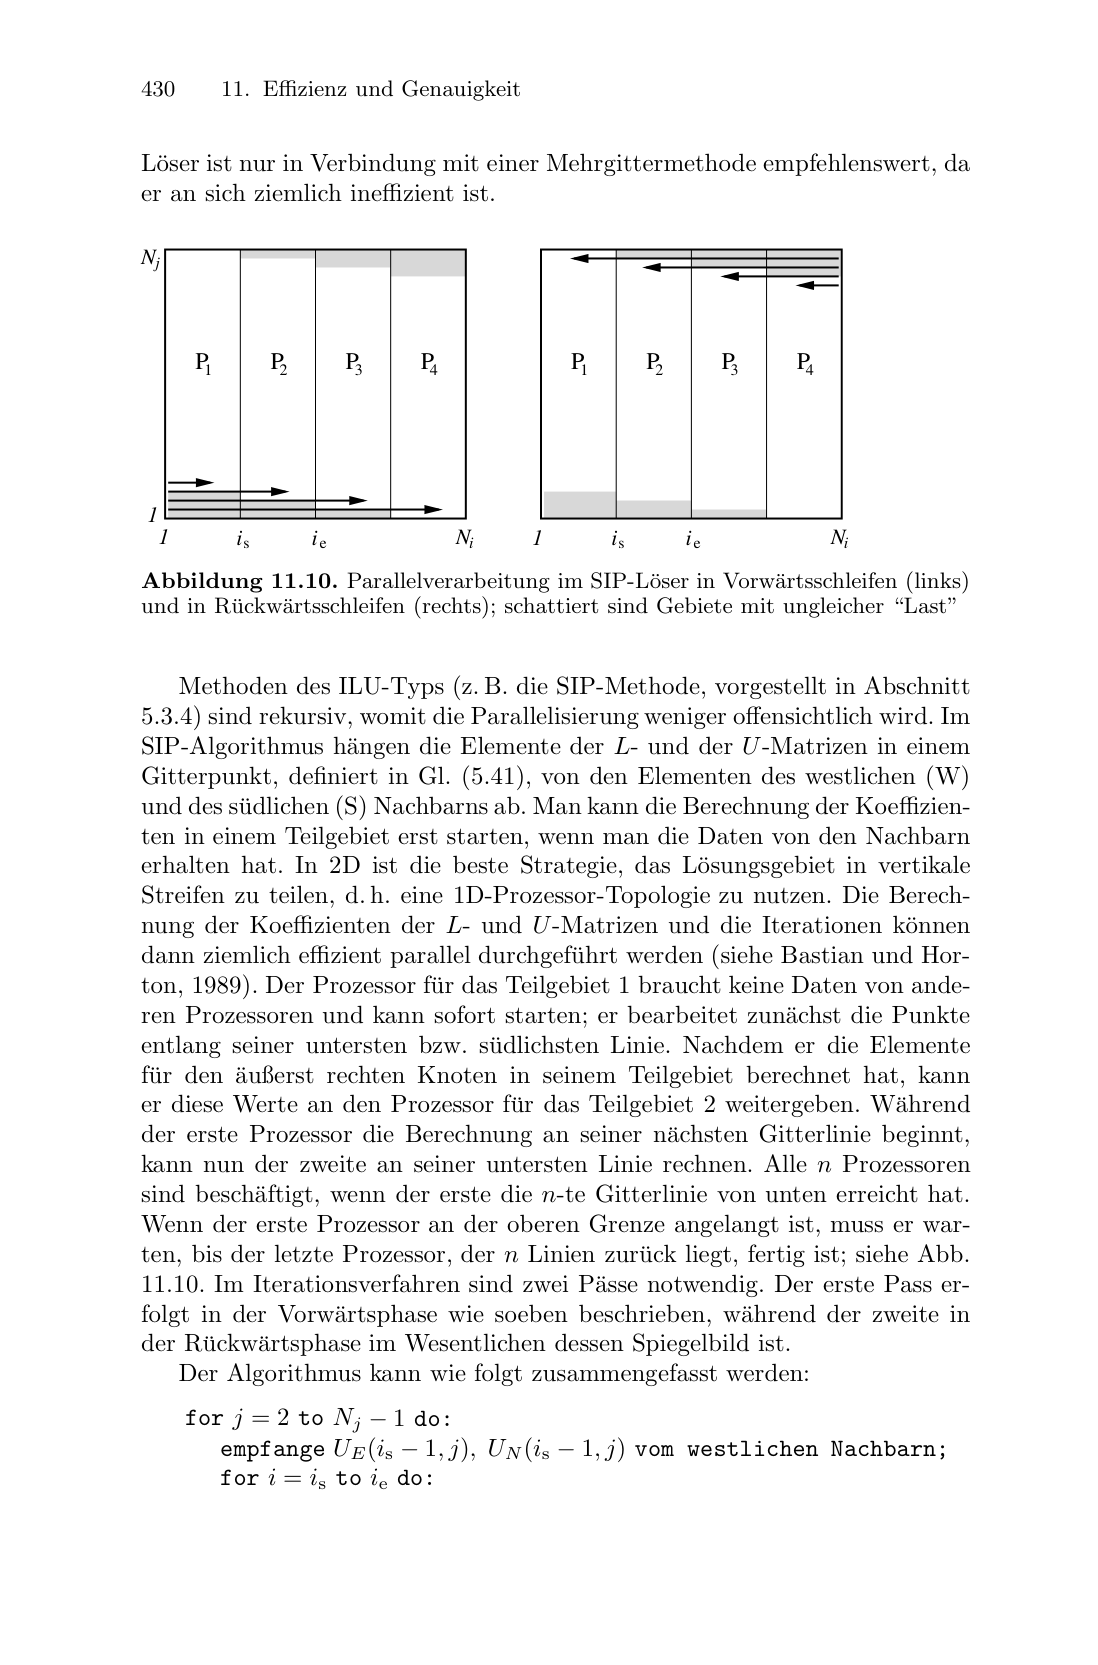 430 11. Effizienz und Genauigkeit
Löser ist nur in Verbindung mit einer Mehrgittermethode empfehlenswert, da
er an sich ziemlich ineffizient ist.
N_j
P_1 P_2 P_3 P_4
P_1 P_2 P_3 P_4
1
1 i_s i_e N_i
1 i_s i_e N_i
Abbildung 11.10. Parallelverarbeitung im SIP-Löser in Vorwärtsschleifen (links)
und in Rückwärtsschleifen (rechts); schattiert sind Gebiete mit ungleicher “Last”
Methoden des ILU-Typs (z. B. die SIP-Methode, vorgestellt in Abschnitt
5.3.4) sind rekursiv, womit die Parallelisierung weniger offensichtlich wird. Im
SIP-Algorithmus hängen die Elemente der L- und der U-Matrizen in einem
Gitterpunkt, definiert in Gl. (5.41), von den Elementen des westlichen (W)
und des südlichen (S) Nachbarns ab. Man kann die Berechnung der Koeffizien-
ten in einem Teilgebiet erst starten, wenn man die Daten von den Nachbarn
erhalten hat. In 2D ist die beste Strategie, das Lösungsgebiet in vertikale
Streifen zu teilen, d. h. eine 1D-Prozessor-Topologie zu nutzen. Die Berech-
nung der Koeffizienten der L- und U-Matrizen und die Iterationen können
dann ziemlich effizient parallel durchgeführt werden (siehe Bastian und Hor-
ton, 1989). Der Prozessor für das Teilgebiet 1 braucht keine Daten von ande-
ren Prozessoren und kann sofort starten; er bearbeitet zunächst die Punkte
entlang seiner untersten bzw. südlichsten Linie. Nachdem er die Elemente
für den äußerst rechten Knoten in seinem Teilgebiet berechnet hat, kann
er diese Werte an den Prozessor für das Teilgebiet 2 weitergeben. Während
der erste Prozessor die Berechnung an seiner nächsten Gitterlinie beginnt,
kann nun der zweite an seiner untersten Linie rechnen. Alle n Prozessoren
sind beschäftigt, wenn der erste die n-te Gitterlinie von unten erreicht hat.
Wenn der erste Prozessor an der oberen Grenze angelangt ist, muss er war-
ten, bis der letzte Prozessor, der n Linien zurück liegt, fertig ist; siehe Abb.
11.10. Im Iterationsverfahren sind zwei Pässe notwendig. Der erste Pass er-
folgt in der Vorwärtsphase wie soeben beschrieben, während der zweite in
der Rückwärtsphase im Wesentlichen dessen Spiegelbild ist.
Der Algorithmus kann wie folgt zusammengefasst werden:
for j = 2 to N_j − 1 do:
empfange U_E(i_s − 1, j), U_N(i_s − 1, j) vom westlichen Nachbarn;
for i = i_s to i_e do: